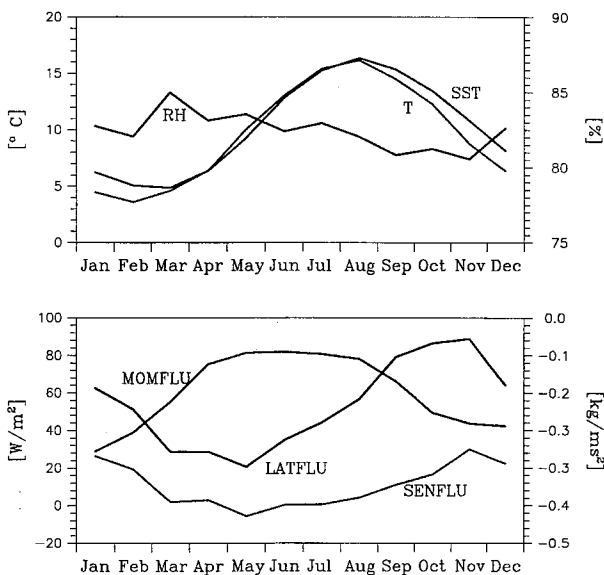 20
15
10
5
0
[° C]
90
85
80
75
[%]
RH
SST
T
Jan Feb Mar Apr May Jun Jul Aug Sep Oct Nov Dec
100
80
60
40
20
0
−20
[W/m²]
0.0
−0.1
−0.2
−0.3
−0.3
−0.4
−0.5
[kg/ms²]
MOMFLU
LATFLU
SENFLU
Jan Feb Mar Apr May Jun Jul Aug Sep Oct Nov Dec